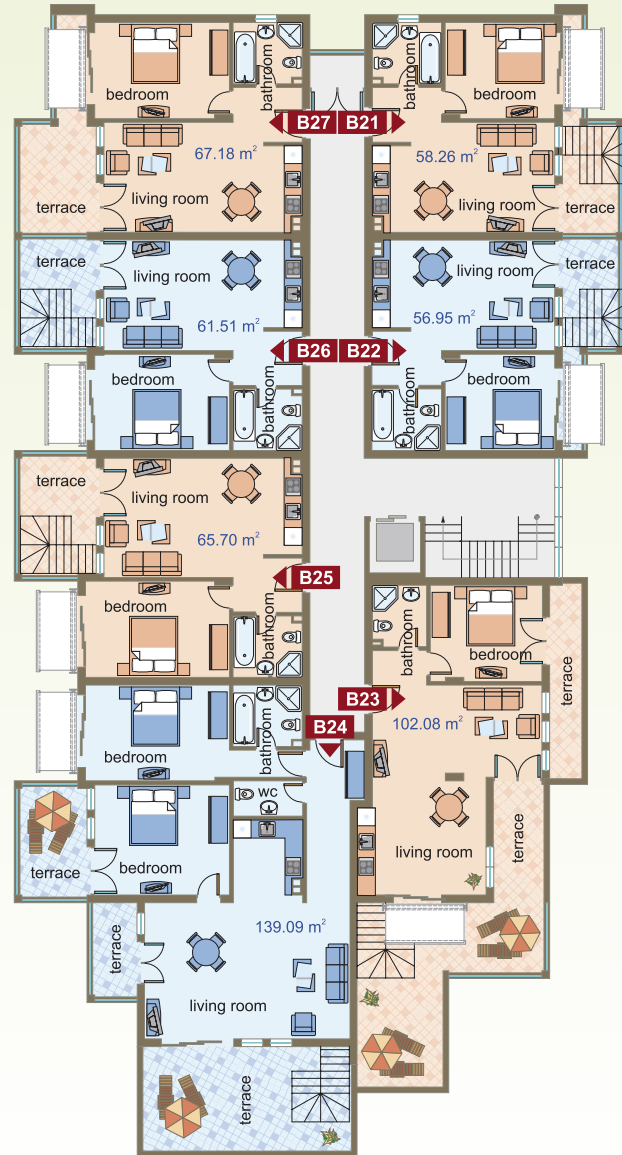 bedroom
bathroom
bathroom
bedroom
B27
B21
67.18 m²
58.26 m²
terrace
living room
living room
terrace
terrace
living room
living room
terrace
61.51 m²
56.95 m²
B26
B22
bedroom
bathroom
bathroom
bedroom
terrace
living room
65.70 m²
B25
bedroom
bathroom
bathroom
bedroom
terrace
B23
102.08 m²
B24
bedroom
bathroom
wc
terrace
bedroom
living room
terrace
139.09 m²
terrace
living room
terrace